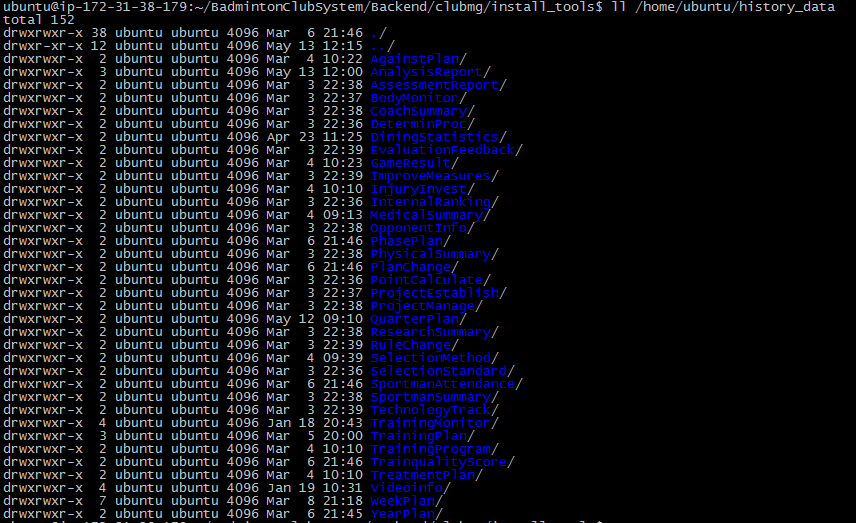 ubuntu@ip-172-31-38-179:~/BadmintonClubSystem/Backend/clubmg/install_tools$ ll /home/ubuntu/history_data
total 152
drwxrwxr-x 38 ubuntu ubuntu 4096 Mar  6 21:46 ./
drwxr-xr-x 12 ubuntu ubuntu 4096 May 13 12:15 ../
drwxrwxr-x  2 ubuntu ubuntu 4096 Mar  4 10:22 AgainstPlan/
drwxrwxr-x  3 ubuntu ubuntu 4096 May 13 12:00 AnalysisReport/
drwxrwxr-x  2 ubuntu ubuntu 4096 Mar  3 22:38 AssessmentReport/
drwxrwxr-x  2 ubuntu ubuntu 4096 Mar  3 22:37 BodyMonitor/
drwxrwxr-x  2 ubuntu ubuntu 4096 Mar  3 22:38 CoachSummary/
drwxrwxr-x  2 ubuntu ubuntu 4096 Mar  3 22:36 DeterminProc/
drwxrwxr-x  2 ubuntu ubuntu 4096 Apr 23 11:25 DiningStatistics/
drwxrwxr-x  2 ubuntu ubuntu 4096 Mar  3 22:39 EvaluationFeedback/
drwxrwxr-x  2 ubuntu ubuntu 4096 Mar  4 10:23 GameResult/
drwxrwxr-x  2 ubuntu ubuntu 4096 Mar  3 22:39 ImproveMeasures/
drwxrwxr-x  2 ubuntu ubuntu 4096 Mar  4 10:10 InjuryInvest/
drwxrwxr-x  2 ubuntu ubuntu 4096 Mar  3 22:36 InternalRanking/
drwxrwxr-x  2 ubuntu ubuntu 4096 Mar  4 09:13 MedicalSummary/
drwxrwxr-x  2 ubuntu ubuntu 4096 Mar  3 22:38 OpponentInfo/
drwxrwxr-x  2 ubuntu ubuntu 4096 Mar  6 21:46 PhasePlan/
drwxrwxr-x  2 ubuntu ubuntu 4096 Mar  3 22:38 PhysicalSummary/
drwxrwxr-x  2 ubuntu ubuntu 4096 Mar  6 21:46 PlanChange/
drwxrwxr-x  2 ubuntu ubuntu 4096 Mar  3 22:36 PointCalculate/
drwxrwxr-x  2 ubuntu ubuntu 4096 Mar  3 22:37 ProjectEstablish/
drwxrwxr-x  2 ubuntu ubuntu 4096 Mar  3 22:38 ProjectManage/
drwxrwxr-x  2 ubuntu ubuntu 4096 May 12 09:10 QuarterPlan/
drwxrwxr-x  2 ubuntu ubuntu 4096 Mar  3 22:38 ResearchSummary/
drwxrwxr-x  2 ubuntu ubuntu 4096 Mar  3 22:39 RuleChange/
drwxrwxr-x  2 ubuntu ubuntu 4096 Mar  4 09:39 SelectionMethod/
drwxrwxr-x  2 ubuntu ubuntu 4096 Mar  3 22:36 SelectionStandard/
drwxrwxr-x  2 ubuntu ubuntu 4096 Mar  6 21:46 SportmanAttendance/
drwxrwxr-x  2 ubuntu ubuntu 4096 Mar  3 22:38 SportmanSummary/
drwxrwxr-x  2 ubuntu ubuntu 4096 Mar  3 22:39 TechnologyTrack/
drwxrwxr-x  4 ubuntu ubuntu 4096 Jan 18 20:43 TrainingMonitor/
drwxrwxr-x  3 ubuntu ubuntu 4096 Mar  5 20:00 TrainingPlan/
drwxrwxr-x  2 ubuntu ubuntu 4096 Mar  4 10:10 TrainingProgram/
drwxrwxr-x  2 ubuntu ubuntu 4096 Mar  6 21:46 TrainqualityScore/
drwxrwxr-x  2 ubuntu ubuntu 4096 Mar  4 10:10 TreatmentPlan/
drwxrwxr-x  4 ubuntu ubuntu 4096 Jan 19 10:31 VideoInfo/
drwxrwxr-x  7 ubuntu ubuntu 4096 Mar  8 21:18 WeekPlan/
drwxrwxr-x  2 ubuntu ubuntu 4096 Mar  6 21:45 YearPlan/